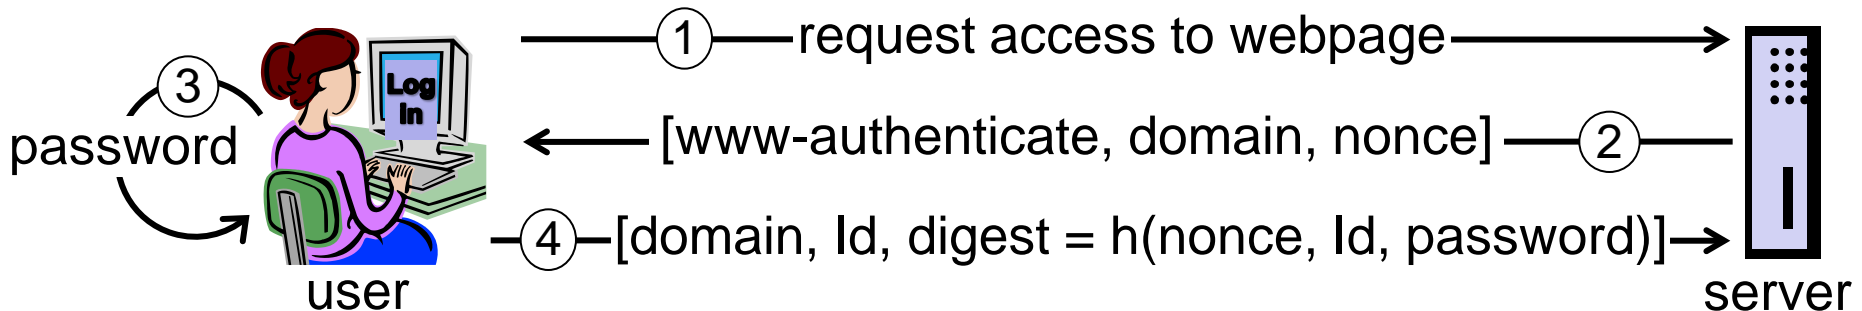 1 request access to webpage
Log
In
3
password
[www-authenticate, domain, nonce] 2
4 [domain, Id, digest = h(nonce, Id, password)]
user
server